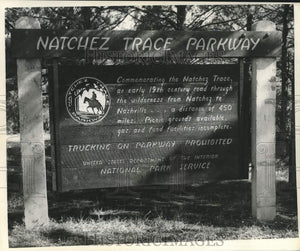 NATCHEZ TRACE PARKWAY
Commemorating the Natchez Trace,
an early 19th century road through
the wilderness from Natchez to
Nashville . . . . a distance of 450
miles. Picnic grounds available,
gas and food facilities incomplete.
TRUCKING ON PARKWAY PROHIBITED
UNITED STATES DEPARTMENT OF THE INTERIOR
NATIONAL PARK SERVICE